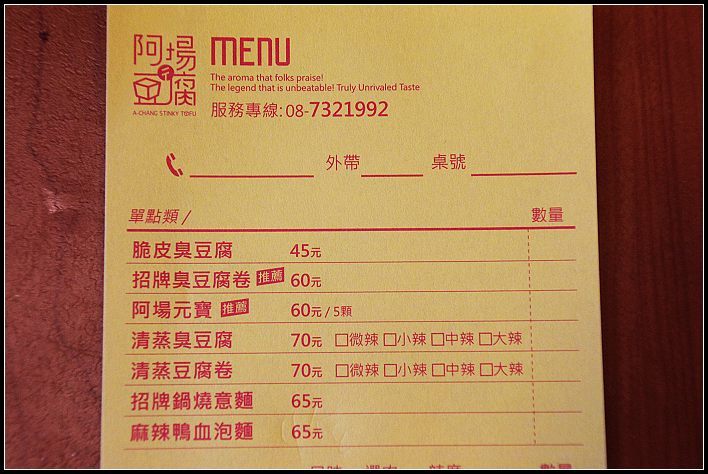 阿場
豆腐
A-CHANG STINKY TOFU
MENU
The aroma that folks praise!
The legend that is unbeatable! Truly Unrivaled Taste
服務專線: 08-7321992
外帶 桌號
單點類 / 數量
脆皮臭豆腐 45元
招牌臭豆腐卷 推薦 60元
阿場元寶 推薦 60元 / 5顆
清蒸臭豆腐 70元 □微辣 □小辣 □中辣 □大辣
清蒸豆腐卷 70元 □微辣 □小辣 □中辣 □大辣
招牌鍋燒意麵 65元
麻辣鴨血泡麵 65元
數量